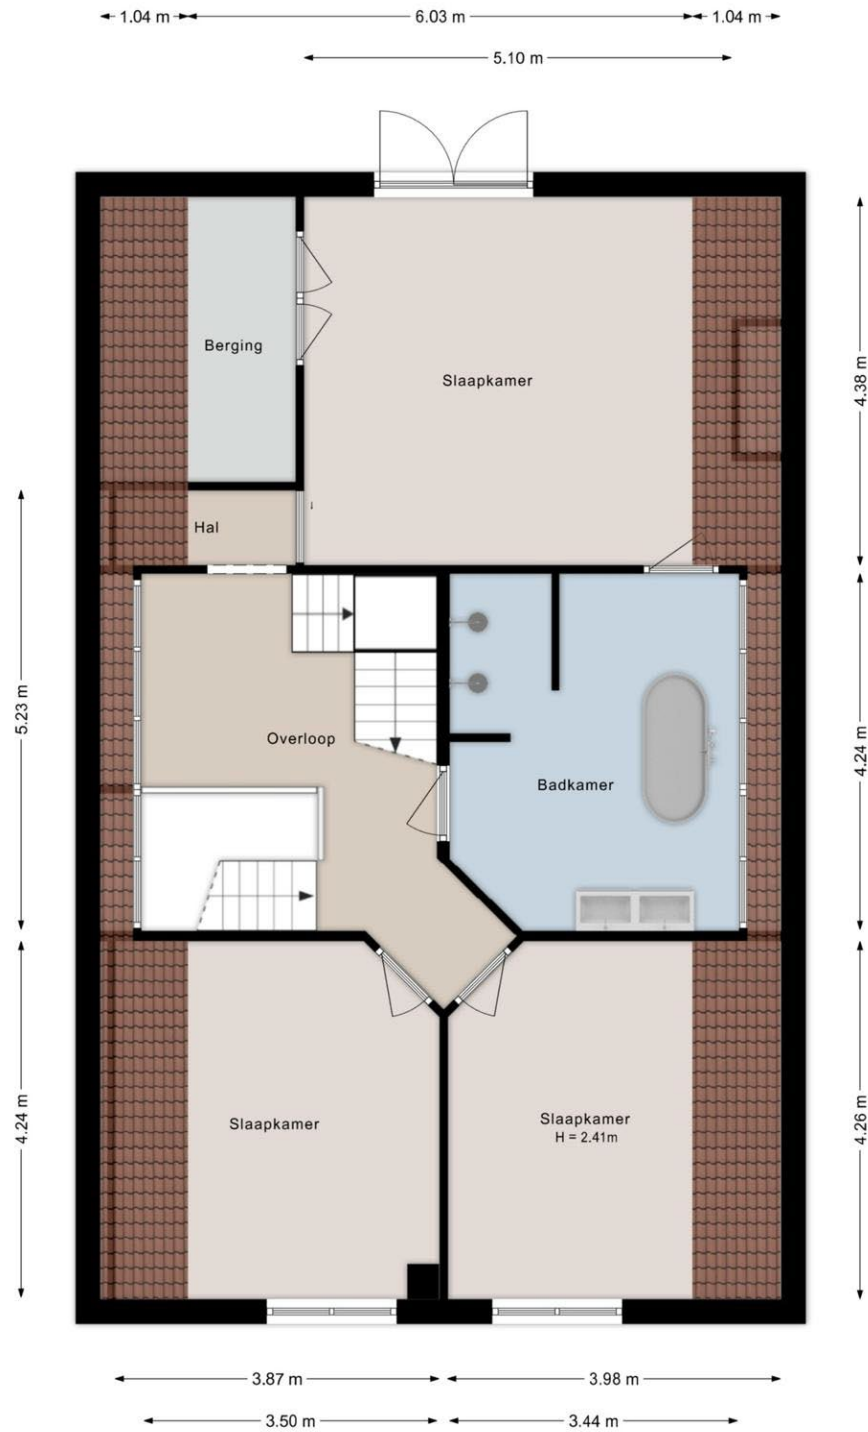 1.04 m
6.03 m
1.04 m
5.10 m
Berging
Slaapkamer
4.38 m
Hal
5.23 m
Overloop
Badkamer
4.24 m
4.24 m
Slaapkamer
Slaapkamer
H = 2.41m
4.26 m
3.87 m
3.98 m
3.50 m
3.44 m